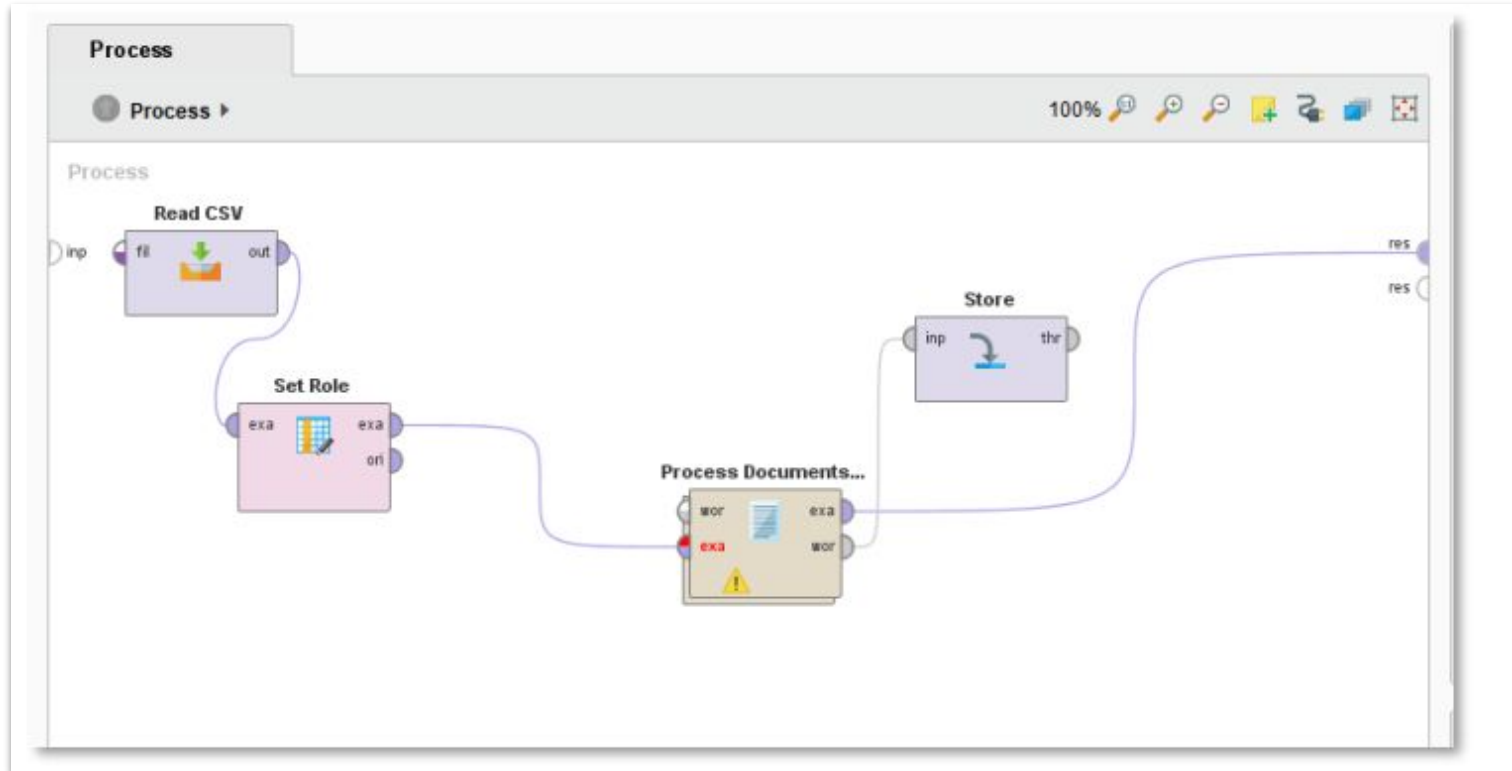 Process
Process
100%
Process
Read CSV
inp
fil
out
res
res
Store
inp
thr
Set Role
exa
exa
ori
Process Documents...
wor
exa
exa
wor